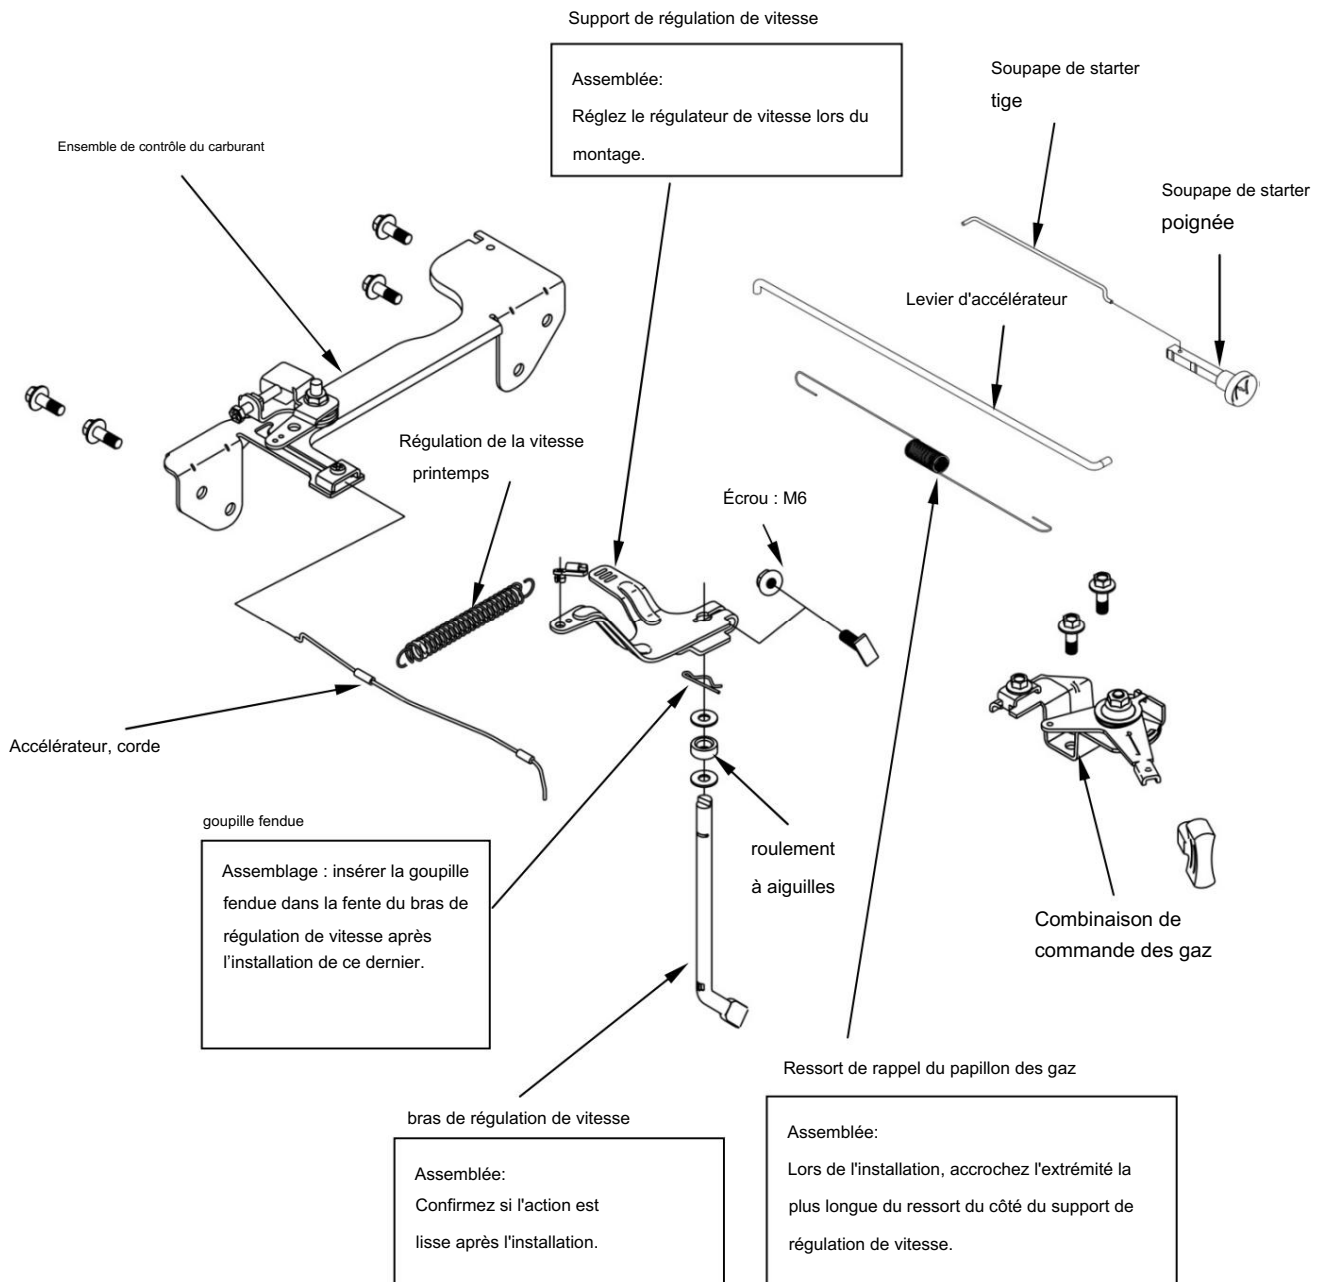 Support de régulation de vitesse
Assemblée:
Réglez le régulateur de vitesse lors du
montage.
Soupape de starter
tige
Ensemble de contrôle du carburant
Soupape de starter
poignée
Levier d'accélérateur
Régulation de la vitesse
printemps
Écrou : M6
Accélérateur, corde
goupille fendue
Assemblage : insérer la goupille
fendue dans la fente du bras de
régulation de vitesse après
l'installation de ce dernier.
roulement
à aiguilles
Combinaison de
commande des gaz
Ressort de rappel du papillon des gaz
bras de régulation de vitesse
Assemblée:
Confirmez si l'action est
lisse après l'installation.
Assemblée:
Lors de l'installation, accrochez l'extrémité la
plus longue du ressort du côté du support de
régulation de vitesse.